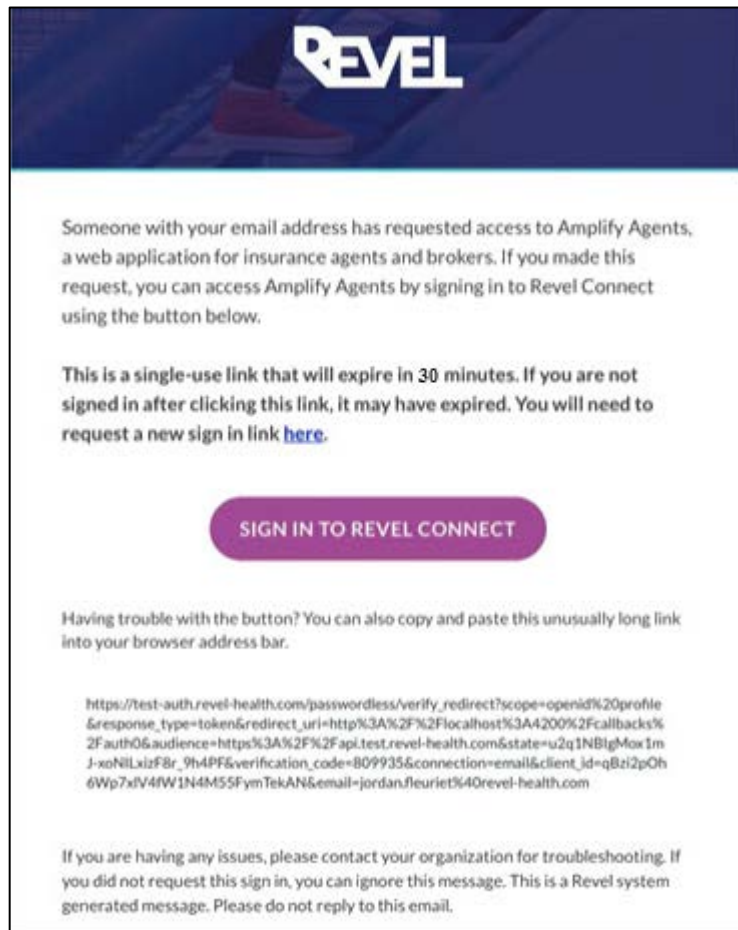 REVEL
Someone with your email address has requested access to Amplify Agents,
a web application for insurance agents and brokers. If you made this
request, you can access Amplify Agents by signing in to Revel Connect
using the button below.
This is a single-use link that will expire in 30 minutes. If you are not
signed in after clicking this link, it may have expired. You will need to
request a new sign in link here.
SIGN IN TO REVEL CONNECT
Having trouble with the button? You can also copy and paste this unusually long link
into your browser address bar.
https://test-auth.revel-health.com/passwordless/verify_redirect?scope=openid%20profile
&response_type=token&redirect_uri=http%3A%2F%2Flocalhost%3A4200%2Fcallbacks%
2Fauth0&audience=https%3A%2F%2Fapi.test.revel-health.com&state=u2q1NBIgMox1m
J-xoNILxizF8r_9h4PF&verification_code=809935&connection=email&client_id=qBzi2pOh
6Wp7xIV4fW1N4M55FymTekAN&email=jordan.fleuriet%40revel-health.com
If you are having any issues, please contact your organization for troubleshooting. If
you did not request this sign in, you can ignore this message. This is a Revel system
generated message. Please do not reply to this email.